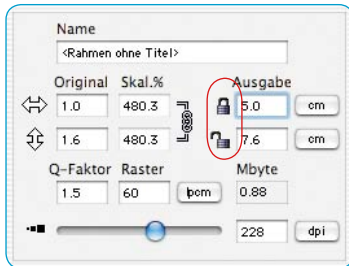 Name
<Rahmen ohne Titel>
Original Skal.% Ausgabe
1.0 480.3 5.0 cm
1.6 480.3 7.6 cm
Q-Faktor Raster Mbyte
1.5 60 lpcm 0.88
228 dpi